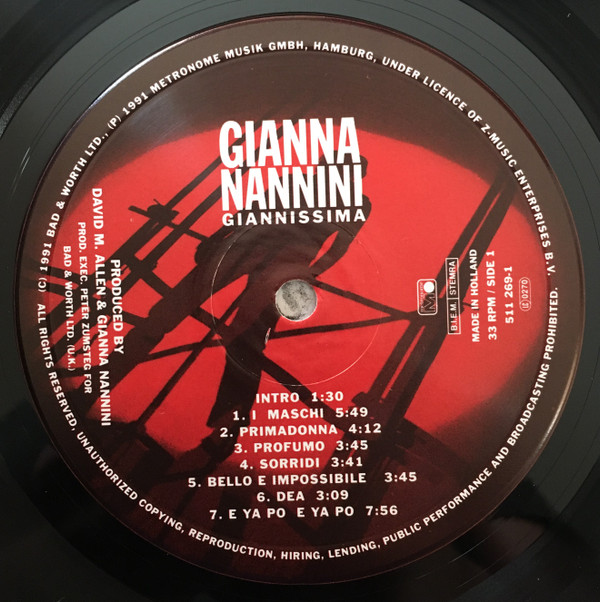 GIANNA
NANNINI
GIANNISSIMA
PRODUCED BY
DAVID M. ALLEN & GIANNA NANNINI
PROD. EXEC. PETER ZUMSTEG FOR
BAD & WORTH LTD. (U.K.)
M
B.I.E.M. STEMRA
MADE IN HOLLAND
33 RPM / SIDE 1
511 269-1
LC 0270
INTRO 1:30
1. I MASCHI 5:49
2. PRIMADONNA 4:12
3. PROFUMO 3:45
4. SORRIDI 3:41
5. BELLO E IMPOSSIBILE 3:45
6. DEA 3:09
7. E YA PO E YA PO 7:56
(C) 1991 BAD & WORTH LTD., (P) 1991 METRONOME MUSIK GMBH, HAMBURG, UNDER LICENCE OF Z-MUSIC ENTERPRISES B.V.
ALL RIGHTS RESERVED. UNAUTHORIZED COPYING, REPRODUCTION, HIRING, LENDING, PUBLIC PERFORMANCE AND BROADCASTING PROHIBITED.